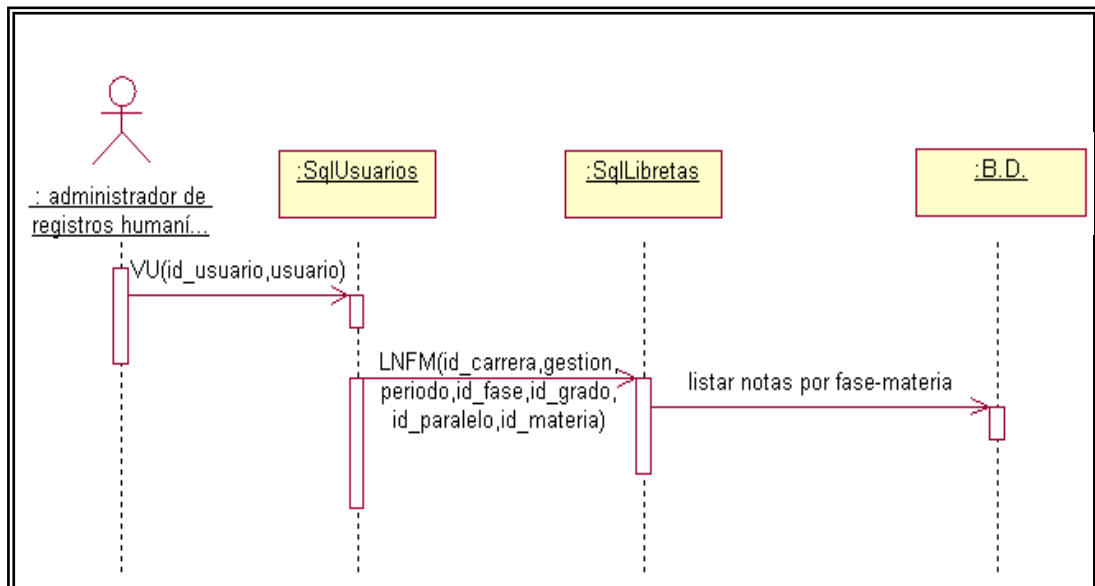 : administrador de
registros humaní...
:SqlUsuarios
:SqlLibretas
:B.D.
VU(id_usuario,usuario)
LNFM(id_carrera,gestion,
periodo,id_fase,id_grado,
id_paralelo,id_materia)
listar notas por fase-materia